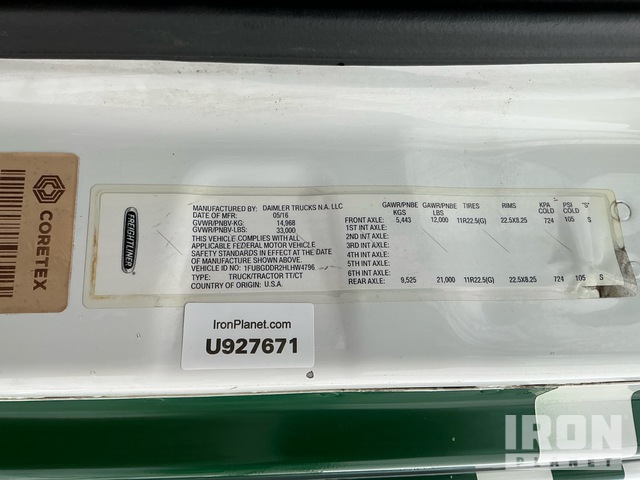 CORETEX
FREIGHTLINER
MANUFACTURED BY: DAIMLER TRUCKS N.A. LLC
DATE OF MFR: 05/16
GVWR/PNBV-KG: 14,968
GVWR/PNBV-LBS: 33,000
THIS VEHICLE COMPLIES WITH ALL
APPLICABLE FEDERAL MOTOR VEHICLE
SAFETY STANDARDS IN EFFECT AT THE DATE
OF MANUFACTURE SHOWN ABOVE.
VEHICLE ID / 1FUBGDDR2HLHW4796
TYPE: TRUCK/TRACTOR TT/CT
COUNTRY OF ORIGIN: U.S.A.
GAWR/PNBE KGS GAWR/PNBE LBS TIRES RIMS KPA COLD PSI COLD "S"
FRONT AXLE: 5,443 12,000 11R22.5(G) 22.5X8.25 724 105 S
1ST INT AXLE:
2ND INT AXLE:
3RD INT AXLE:
4TH INT AXLE:
5TH INT AXLE:
6TH INT AXLE:
REAR AXLE: 9,525 21,000 11R22.5(G) 22.5X8.25 724 105 S
IronPlanet.com
U927671
IRON
PLANET